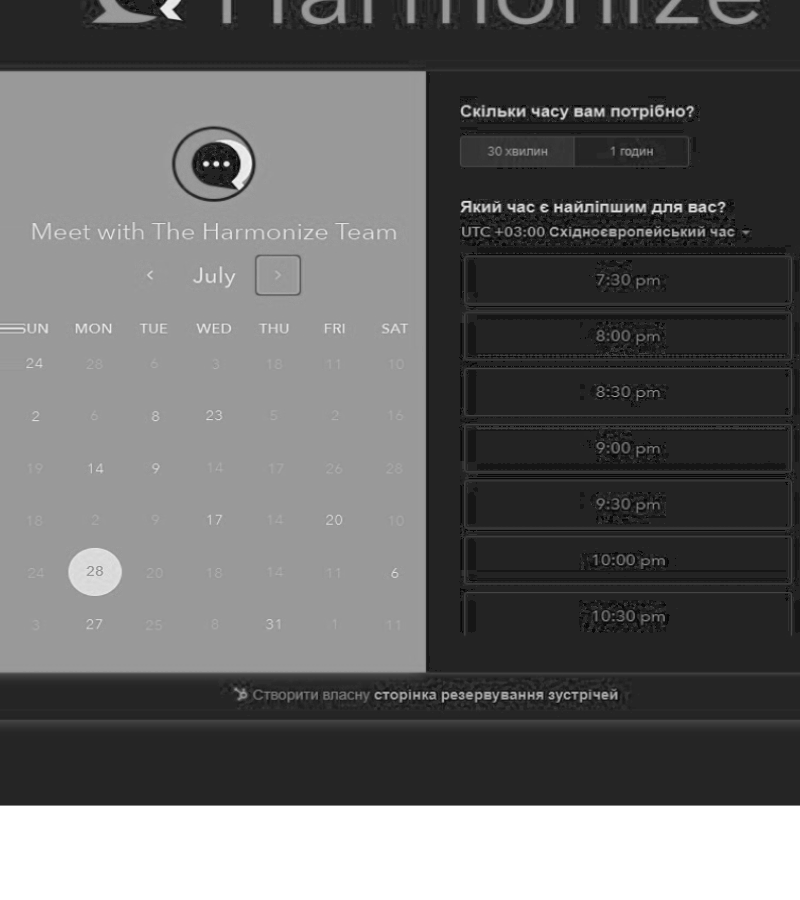 Harmonize
Meet with The Harmonize Team
July
SUN MON TUE WED THU FRI SAT
24 28 6 3 18 11 10
2 6 8 23 5 2 16
19 14 9 14 17 26 28
18 2 9 17 14 20 10
24 28 20 18 14 11 6
3 27 25 8 31 1 11
Скільки часу вам потрібно?
30 хвилин 1 годин
Який час є найліпшим для вас?
UTC +03:00 Східноєвропейський час
7:30 pm
8:00 pm
8:30 pm
9:00 pm
9:30 pm
10:00 pm
10:30 pm
Створити власну сторінка резервування зустрічей